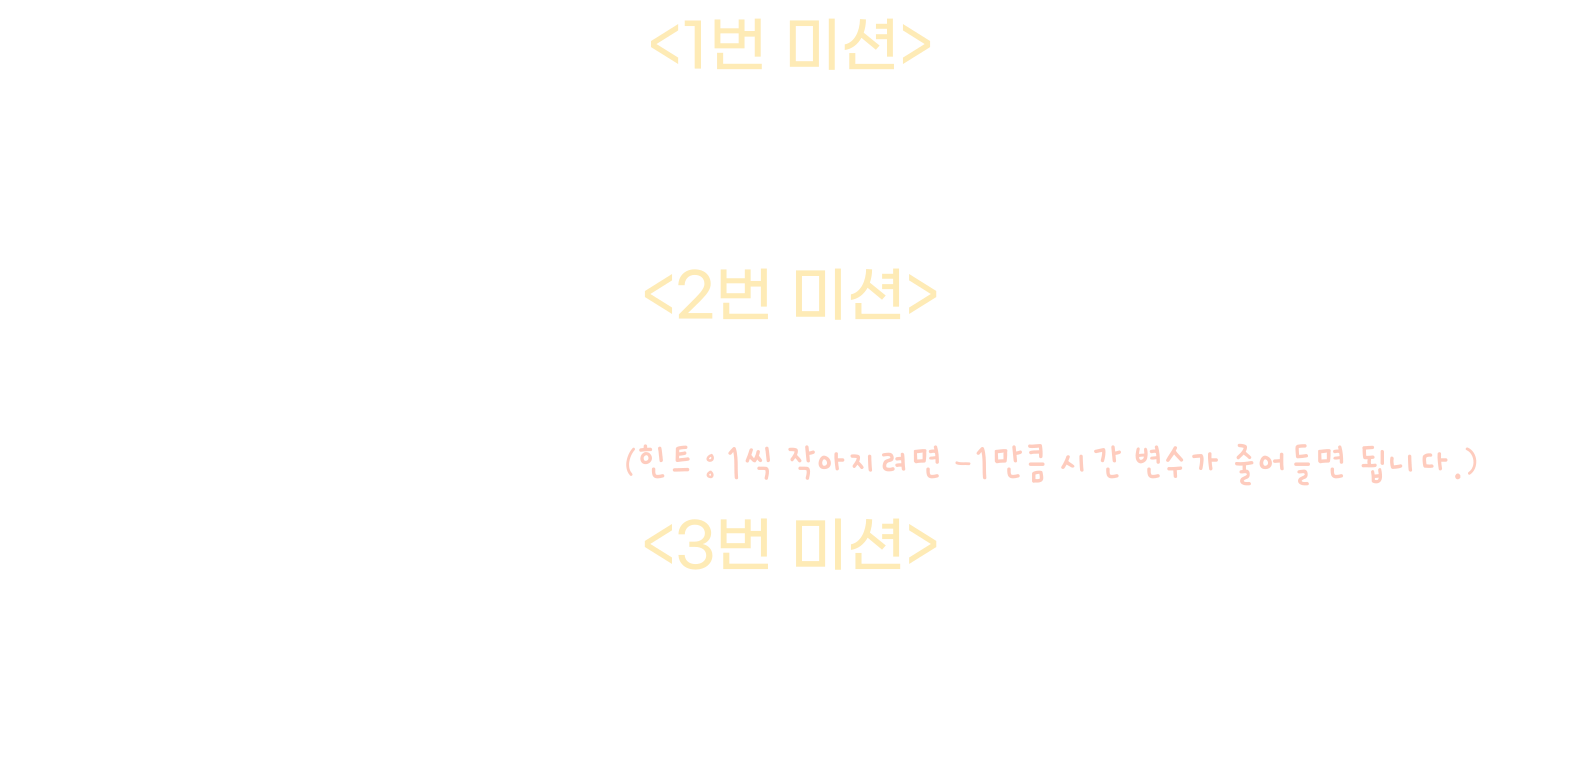 <1번 미션>
<2번 미션>
(힌트 : 1씩 작아지려면 -1만큼 시간 변수가 줄어들면 됩니다.)
<3번 미션>